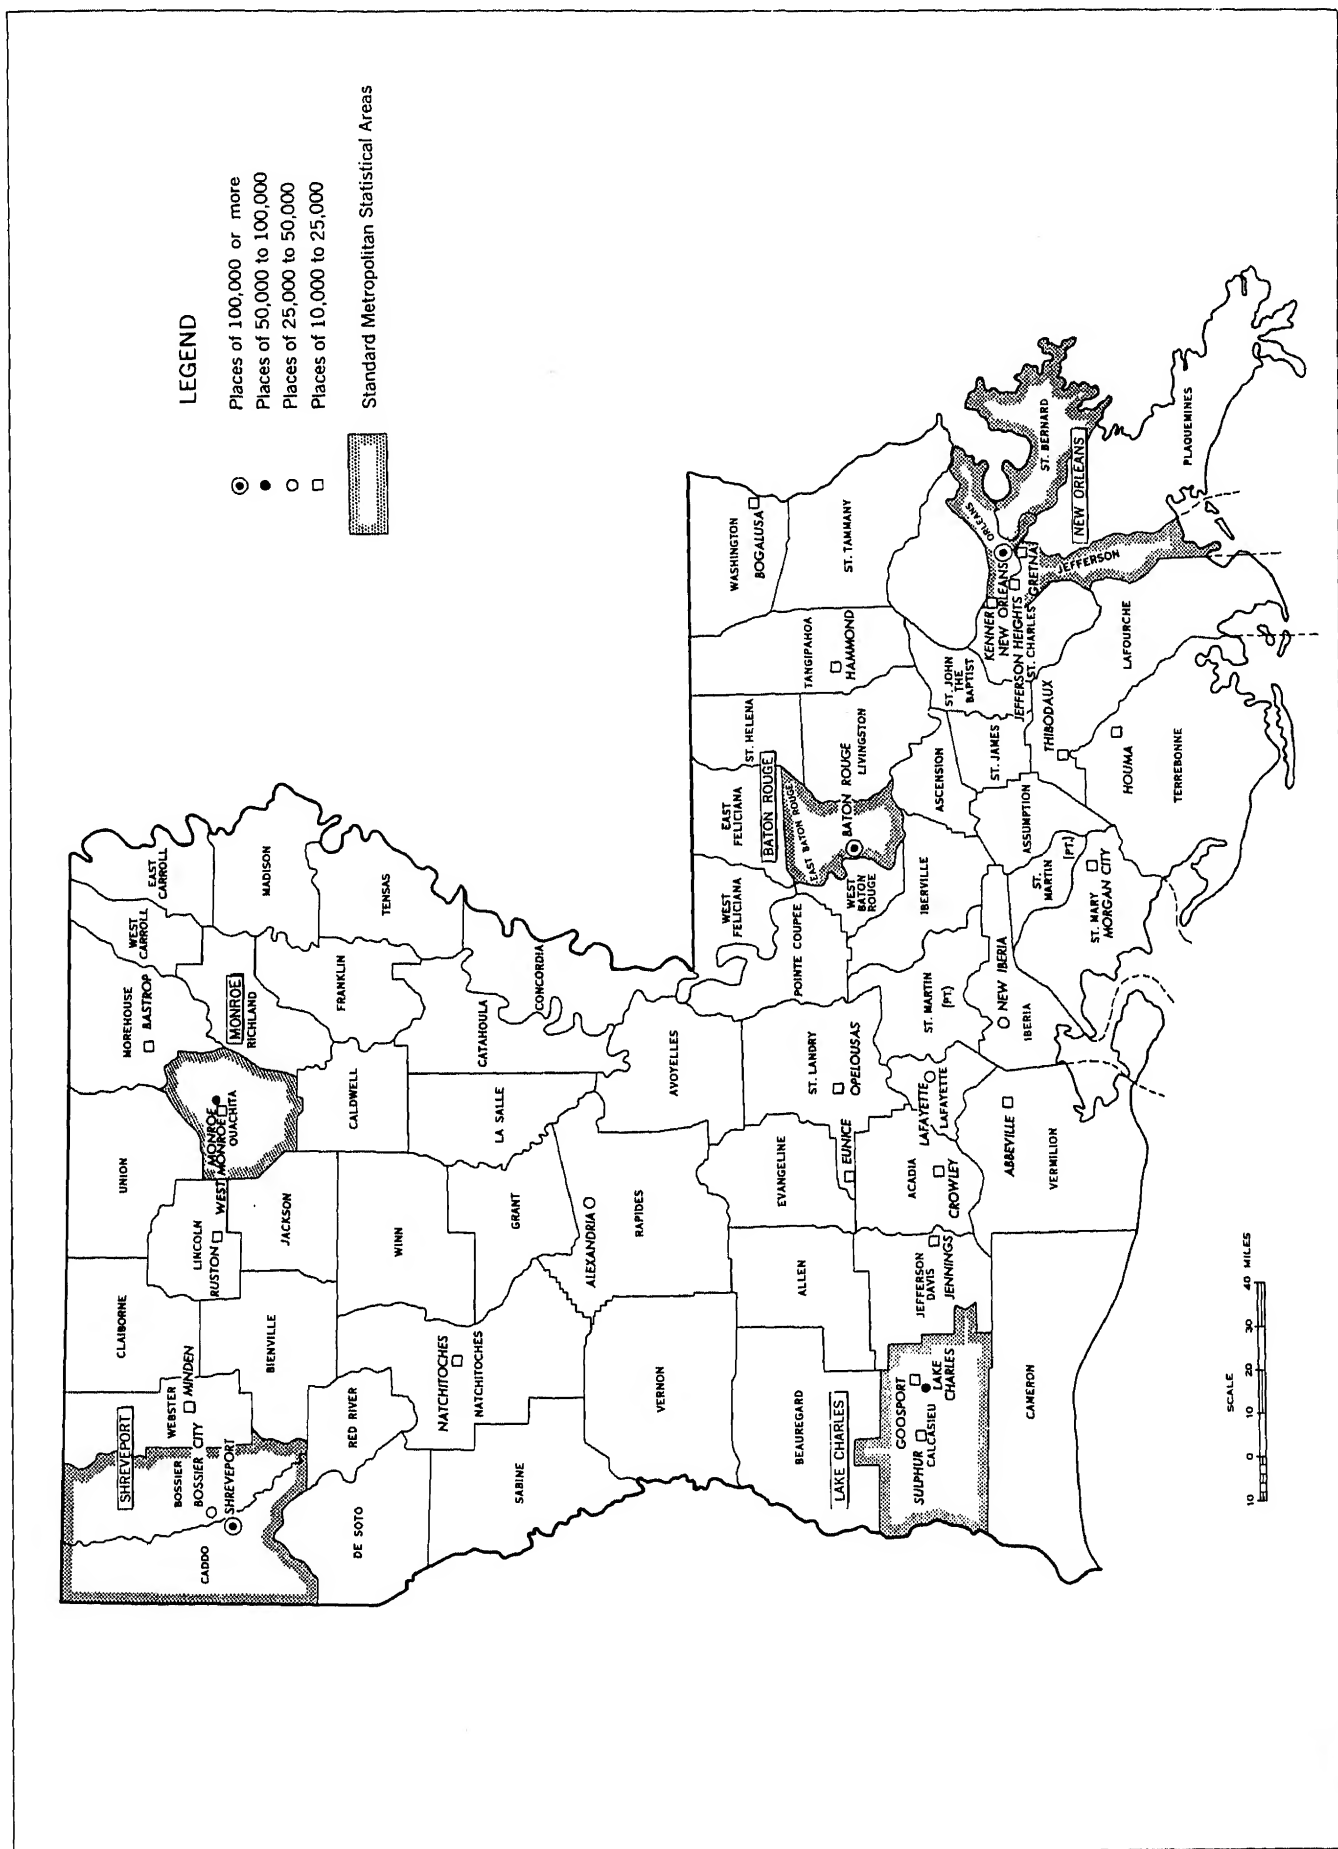 LEGEND
Places of 100,000 or more
Places of 50,000 to 100,000
Places of 25,000 to 50,000
Places of 10,000 to 25,000
Standard Metropolitan Statistical Areas
SHREVEPORT
CADDO
BOSSIER
BOSSIER CITY
SHREVEPORT
WEBSTER
MINDEN
CLAIBORNE
UNION
LINCOLN
RUSTON
MOREHOUSE
BASTROP
WEST
CARROLL
EAST
CARROLL
MONROE
RICHLAND
MONROE
WEST MONROE
OUACHITA
MADISON
BIENVILLE
JACKSON
RED RIVER
DE SOTO
CALDWELL
FRANKLIN
TENSAS
WINN
NATCHITOCHES
NATCHITOCHES
SABINE
GRANT
LA SALLE
CATAHOULA
CONCORDIA
ALEXANDRIA
RAPIDES
VERNON
AVOYELLES
BEAUREGARD
ALLEN
EVANGELINE
ST. LANDRY
OPELOUSAS
EUNICE
POINTE COUPEE
WEST
FELICIANA
EAST
FELICIANA
ST. HELENA
BATON ROUGE
EAST BATON ROUGE
BATON ROUGE
WEST
BATON
ROUGE
LIVINGSTON
TANGIPAHOA
HAMMOND
WASHINGTON
BOGALUSA
ST. TAMMANY
LAKE CHARLES
GOOSPORT
SULPHUR
CALCASIEU
LAKE
CHARLES
JEFFERSON
DAVIS
JENNINGS
ACADIA
CROWLEY
LAFAYETTE
LAFAYETTE
ST. MARTIN
(PT.)
IBERVILLE
ASCENSION
ST. JOHN
THE
BAPTIST
KENNER
NEW ORLEANS
JEFFERSON HEIGHTS
GRETNA
ST. CHARLES
ORLEANS
ST. BERNARD
NEW ORLEANS
JEFFERSON
PLAQUEMINES
CAMERON
VERMILION
ABBEVILLE
NEW IBERIA
IBERIA
ST.
MARTIN
(PT.)
ASSUMPTION
ST. JAMES
THIBODAUX
LAFOURCHE
HOUMA
TERREBONNE
ST. MARY
MORGAN CITY
SCALE
10 0 10 20 30 40 MILES